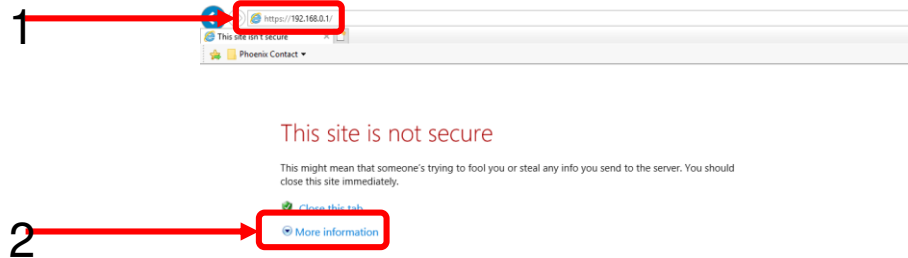 1
https://192.168.0.1/
This site isn't secure
Phoenix Contact
This site is not secure
This might mean that someone's trying to fool you or steal any info you send to the server. You should
close this site immediately.
Close this tab
2
More information